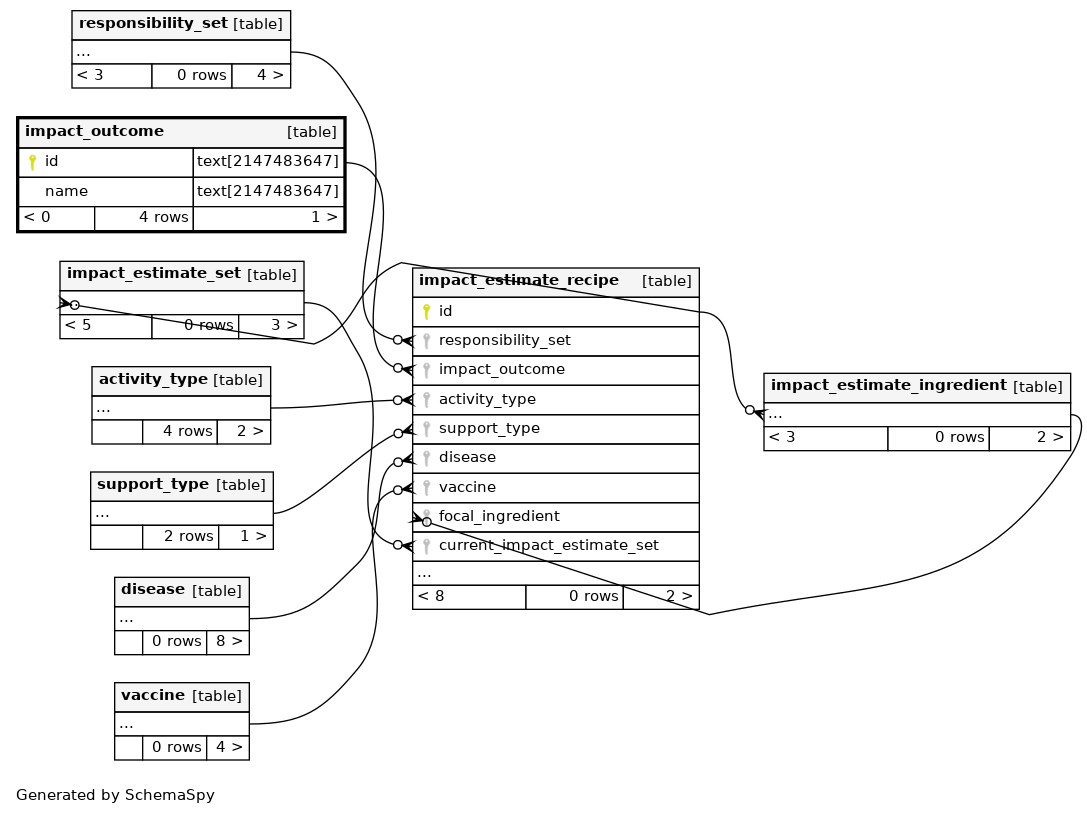 responsibility_set [table]
...
< 3 0 rows 4 >
impact_outcome [table]
id text[2147483647]
name text[2147483647]
< 0 4 rows 1 >
impact_estimate_set [table]
...
< 5 0 rows 3 >
activity_type [table]
...
4 rows 2 >
support_type [table]
...
2 rows 1 >
disease [table]
...
0 rows 8 >
vaccine [table]
...
0 rows 4 >
impact_estimate_recipe [table]
id
responsibility_set
impact_outcome
activity_type
support_type
disease
vaccine
focal_ingredient
current_impact_estimate_set
...
< 8 0 rows 2 >
impact_estimate_ingredient [table]
...
< 3 0 rows 2 >
Generated by SchemaSpy